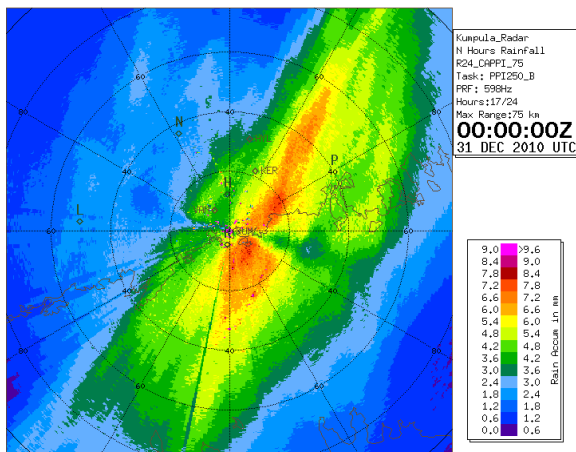 Kumpula_Radar
N Hours Rainfall
R24_CAPPI_75
Task: PPI250_B
PRF: 598Hz
Hours:17/24
Max Range:75 km
00:00:00Z
31 DEC 2010 UTC
80
80
60
60
N
40
KER
P
H
L
K
40
60
60
80
80
9.0 >9.6
8.4 9.0
7.8 8.4
7.2 7.8
6.6 7.2
6.0 6.6
5.4 6.0
4.8 5.4
4.2 4.8
3.6 4.2
3.0 3.6
2.4 3.0
1.8 2.4
1.2 1.8
0.6 1.2
0.0 0.6
Rain Accum in mm